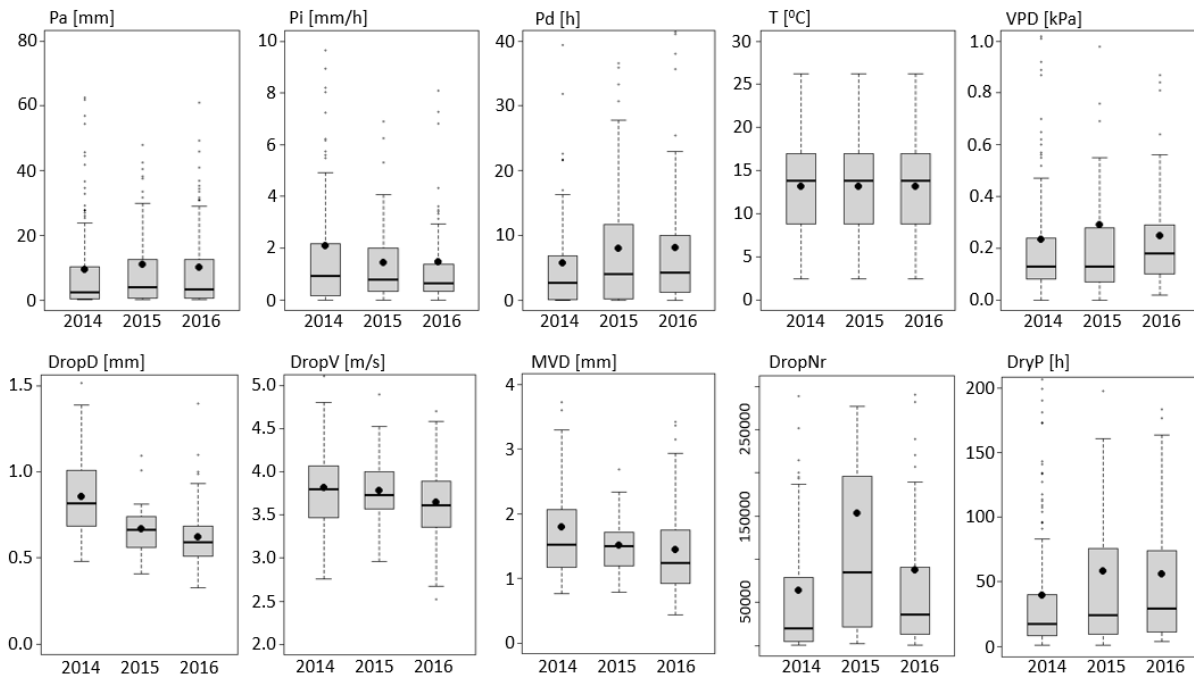 Pa [mm]
80
60
40
20
0
2014 2015 2016
Pi [mm/h]
10
8
6
4
2
0
2014 2015 2016
Pd [h]
40
30
20
10
0
2014 2015 2016
T [⁰C]
30
25
20
15
10
5
0
2014 2015 2016
VPD [kPa]
1.0
0.8
0.6
0.4
0.2
0.0
2014 2015 2016
DropD [mm]
1.5
1.0
0.5
0.0
2014 2015 2016
DropV [m/s]
5.0
4.5
4.0
3.5
3.0
2.5
2.0
2014 2015 2016
MVD [mm]
4
3
2
1
0
2014 2015 2016
DropNr
250000
150000
50000
2014 2015 2016
DryP [h]
200
150
100
50
0
2014 2015 2016